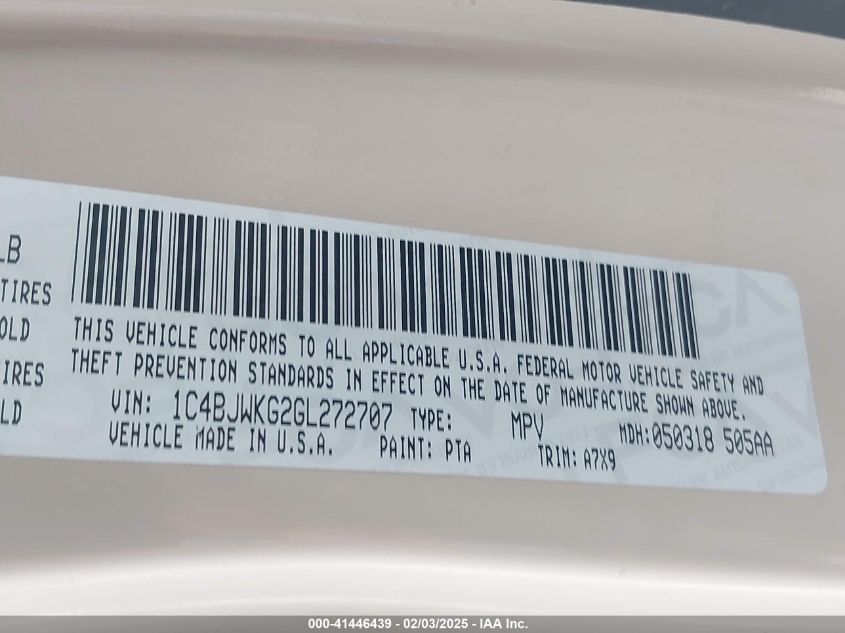 LB
TIRES
OLD
IRES
LD
THIS VEHICLE CONFORMS TO ALL APPLICABLE U.S.A. FEDERAL MOTOR VEHICLE SAFETY AND
THEFT PREVENTION STANDARDS IN EFFECT ON THE DATE OF MANUFACTURE SHOWN ABOVE.
VIN: 1C4BJWKG2GL272707 TYPE: MPV MDH:050318 505AA
VEHICLE MADE IN U.S.A. PAINT: PTA TRIM: A7X9
000-41446439 - 02/03/2025 - IAA Inc.